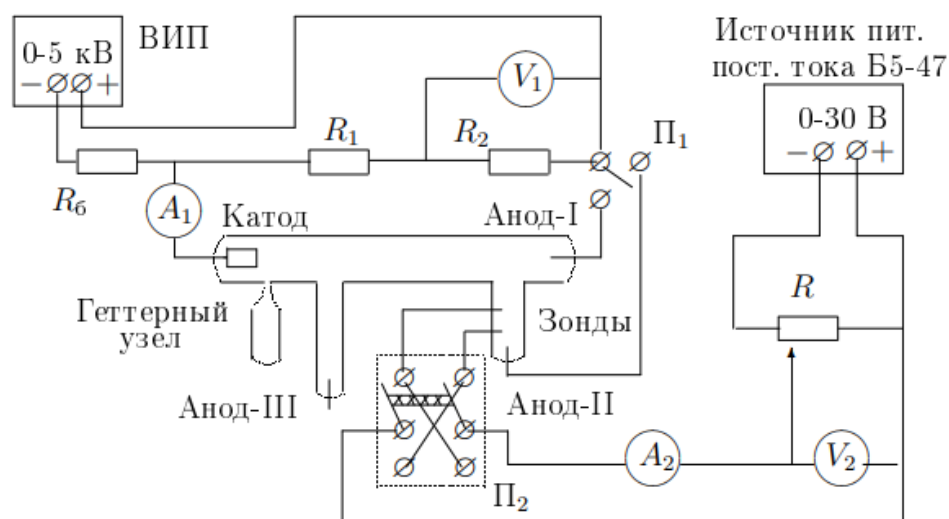 0-5 кВ
ВИП
− +
Источник пит.
пост. тока Б5-47
0-30 В
− +
V₁
R₁
R₂
П₁
Rб
A₁
Катод
Анод-I
R
Геттерный
узел
Зонды
Анод-III
Анод-II
A₂
V₂
П₂